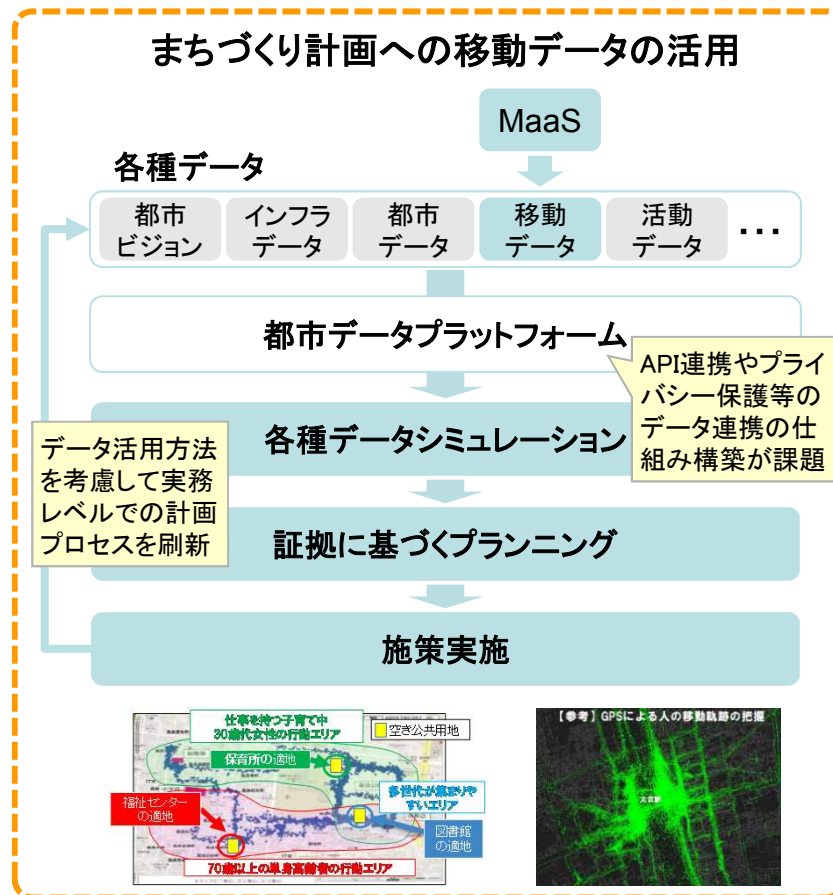 まちづくり計画への移動データの活用
MaaS
各種データ
都市
ビジョン
インフラ
データ
都市
データ
移動
データ
活動
データ
･･･
都市データプラットフォーム
API連携やプライ
バシー保護等の
データ連携の仕
組み構築が課題
各種データシミュレーション
データ活用方法
を考慮して実務
レベルでの計画
プロセスを刷新
証拠に基づくプランニング
施策実施
仕事を持つ子育て中
30歳代女性の行動エリア
空き公共用地
保育所の適地
多世代が集まりや
すいエリア
福祉センター
の適地
図書館
の適地
70歳以上の単身高齢者の行動エリア
【参考】GPSによる人の移動軌跡の把握
大宮駅